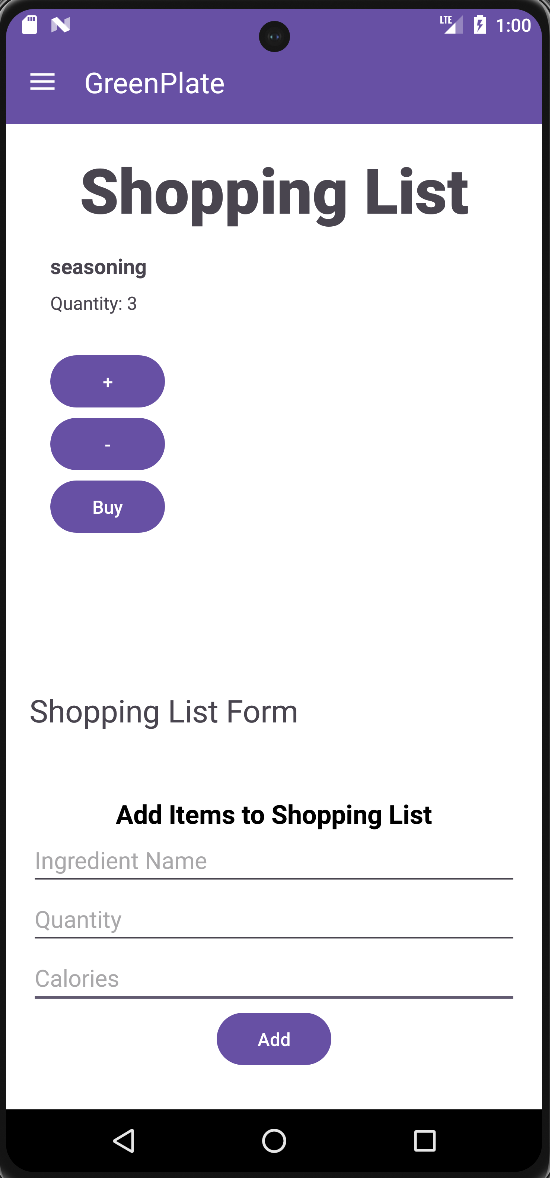 LTE 1:00
GreenPlate
Shopping List
seasoning
Quantity: 3
+
-
Buy
Shopping List Form
Add Items to Shopping List
Ingredient Name
Quantity
Calories
Add